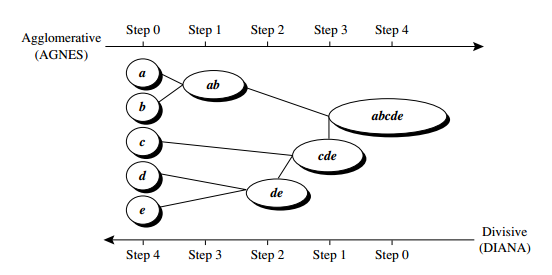 Step 0 Step 1 Step 2 Step 3 Step 4
Agglomerative
(AGNES)
a
ab
b
abcde
c
cde
d
de
e
Divisive
(DIANA)
Step 4 Step 3 Step 2 Step 1 Step 0